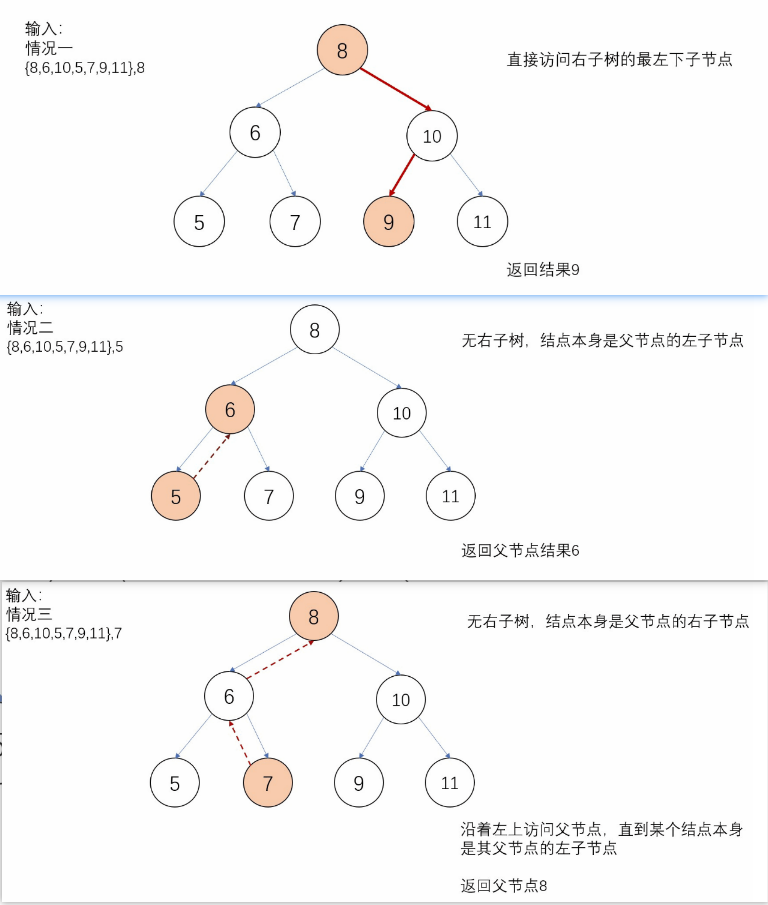 输入：
情况一
{8,6,10,5,7,9,11},8
8
直接访问右子树的最左下子节点
6
10
5
7
9
11
返回结果9
输入：
情况二
{8,6,10,5,7,9,11},5
8
无右子树，结点本身是父节点的左子节点
6
10
5
7
9
11
返回父节点结果6
输入：
情况三
{8,6,10,5,7,9,11},7
8
无右子树，结点本身是父节点的右子节点
6
10
5
7
9
11
沿着左上访问父节点，直到某个结点本身
是其父节点的左子节点
返回父节点8